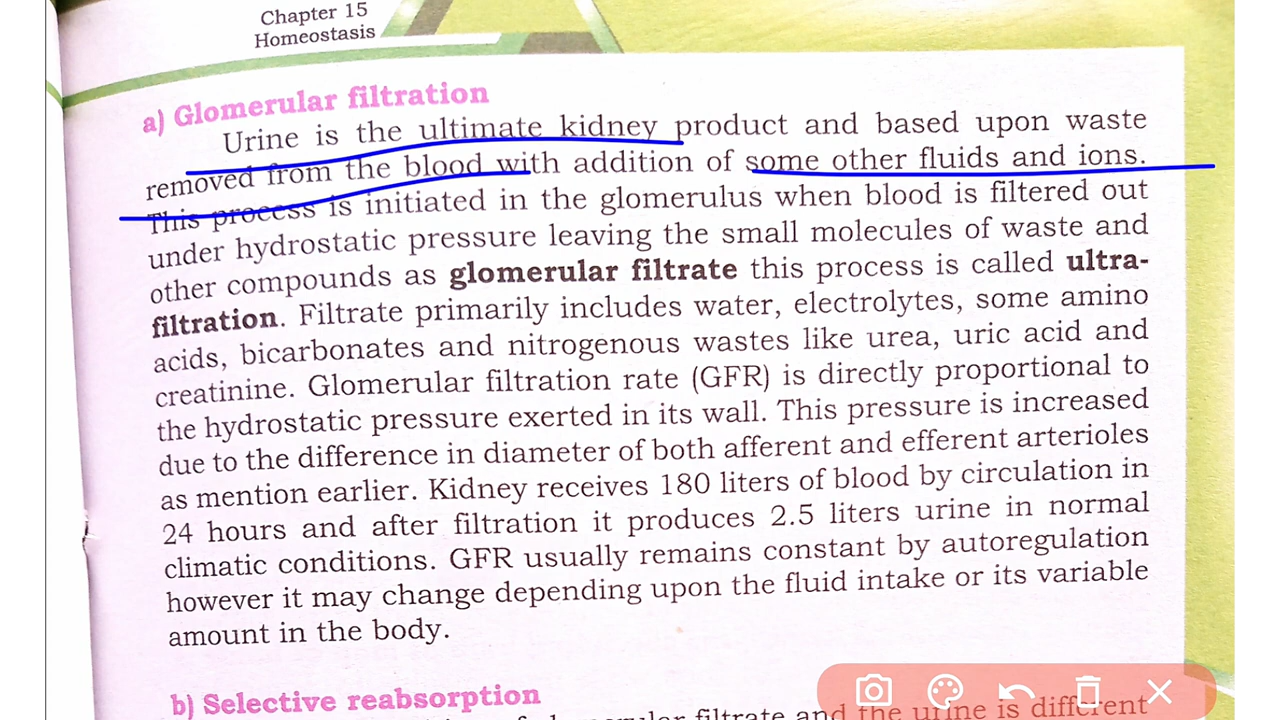 Chapter 15
Homeostasis
a) Glomerular filtration
Urine is the ultimate kidney product and based upon waste
removed from the blood with addition of some other fluids and ions.
This process is initiated in the glomerulus when blood is filtered out
under hydrostatic pressure leaving the small molecules of waste and
other compounds as glomerular filtrate this process is called ultra-
filtration. Filtrate primarily includes water, electrolytes, some amino
acids, bicarbonates and nitrogenous wastes like urea, uric acid and
creatinine. Glomerular filtration rate (GFR) is directly proportional to
the hydrostatic pressure exerted in its wall. This pressure is increased
due to the difference in diameter of both afferent and efferent arterioles
as mention earlier. Kidney receives 180 liters of blood by circulation in
24 hours and after filtration it produces 2.5 liters urine in normal
climatic conditions. GFR usually remains constant by autoregulation
however it may change depending upon the fluid intake or its variable
amount in the body.
b) Selective reabsorption
filtrate and the urine is different